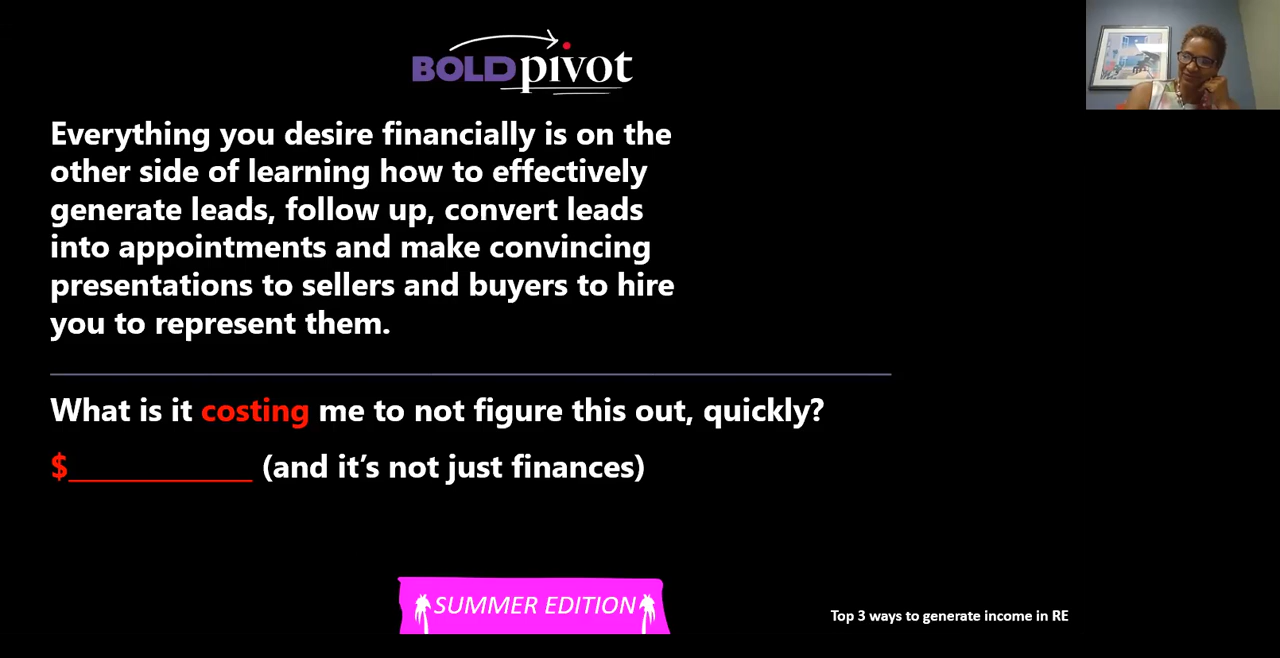 BOLD pivot
Everything you desire financially is on the
other side of learning how to effectively
generate leads, follow up, convert leads
into appointments and make convincing
presentations to sellers and buyers to hire
you to represent them.
What is it costing me to not figure this out, quickly?
$____________ (and it’s not just finances)
SUMMER EDITION
Top 3 ways to generate income in RE